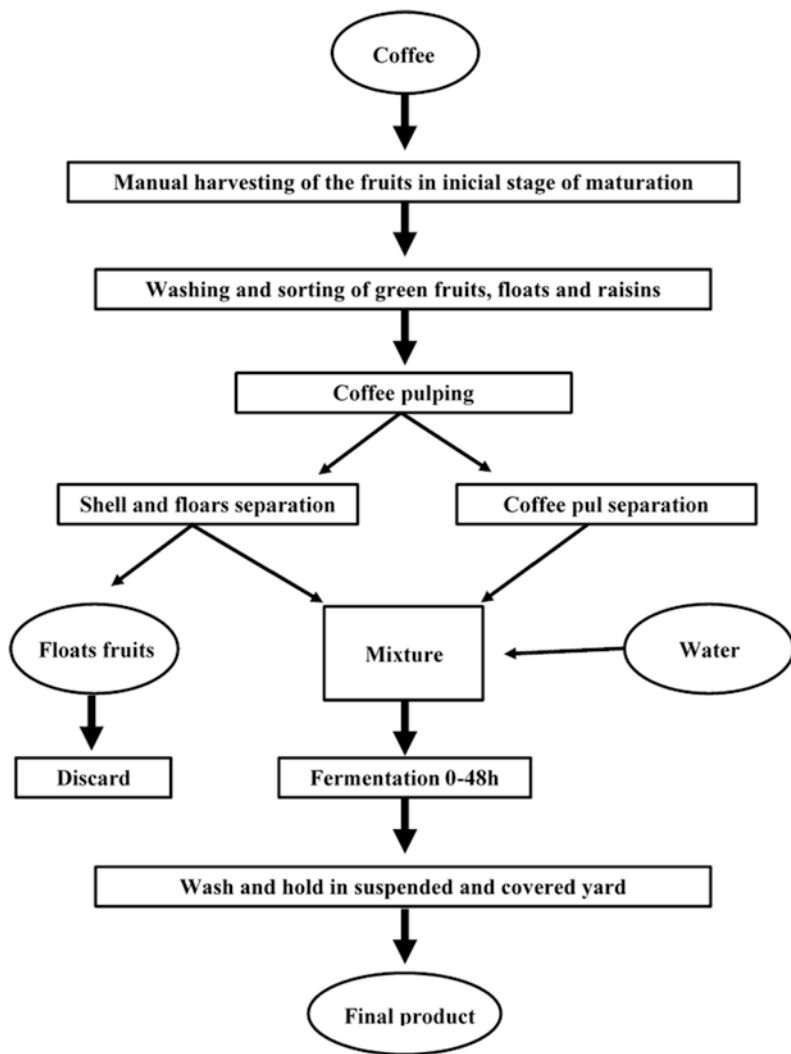 Coffee
Manual harvesting of the fruits in inicial stage of maturation
Washing and sorting of green fruits, floats and raisins
Coffee pulping
Shell and floars separation
Coffee pul separation
Floats fruits
Mixture
Water
Discard
Fermentation 0-48h
Wash and hold in suspended and covered yard
Final product